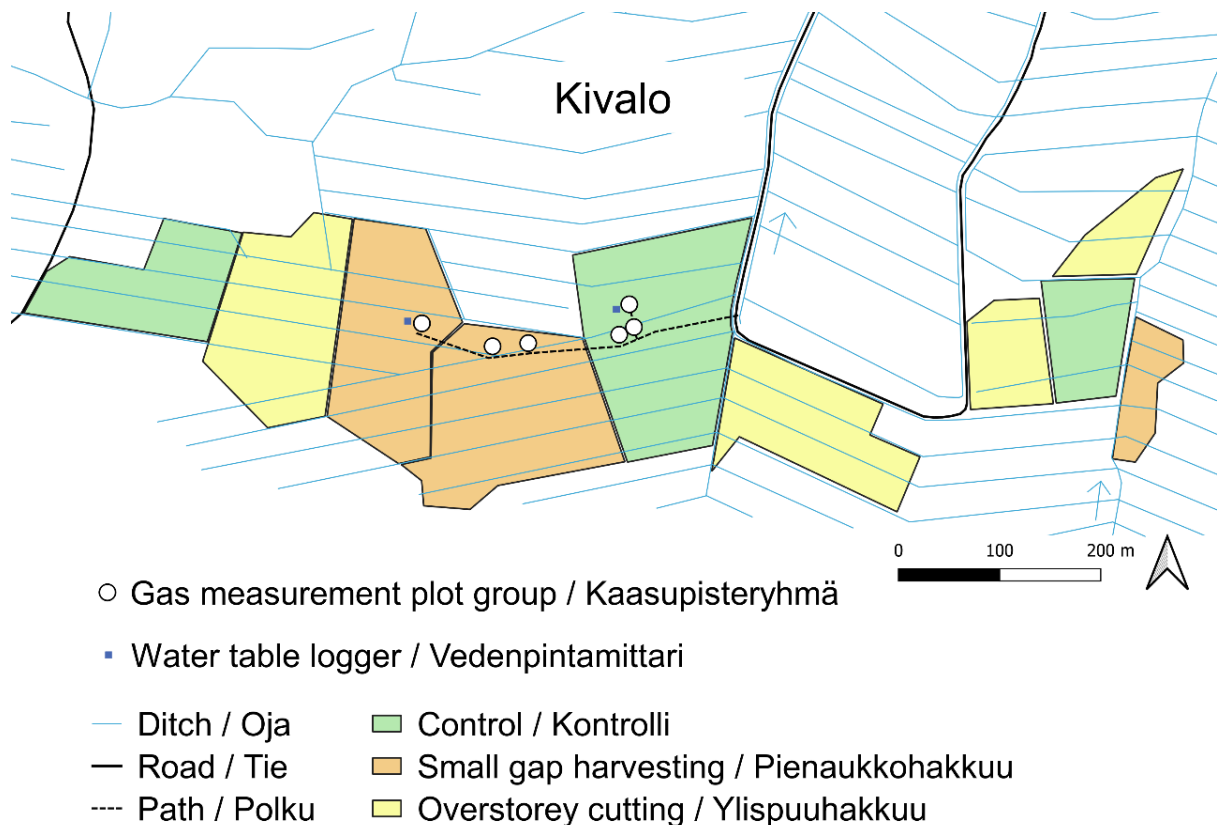 Kivalo
0 100 200 m
Gas measurement plot group / Kaasupisteryhmä
Water table logger / Vedenpintamittari
Ditch / Oja
Control / Kontrolli
Road / Tie
Small gap harvesting / Pienaukkohakkuu
Path / Polku
Overstorey cutting / Ylispuuhakkuu